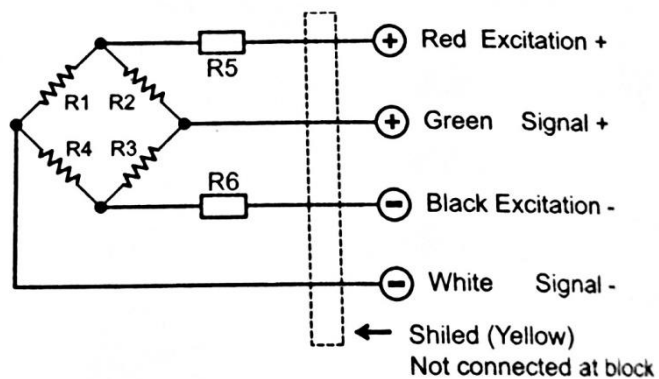 R1
R2
R4
R3
R5
R6
Red Excitation +
Green Signal +
Black Excitation -
White Signal -
Shiled (Yellow)
Not connected at block